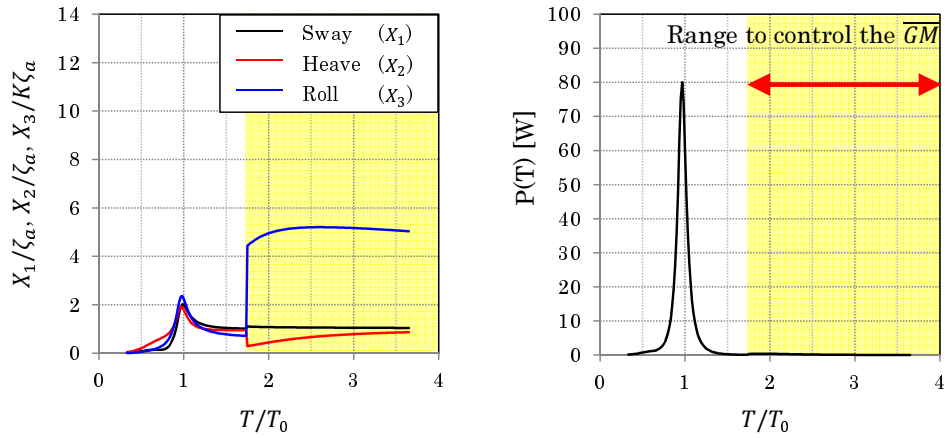 14
12
10
8
6
4
2
0
X₁/ζₐ, X₂/ζₐ, X₃/Kζₐ
Sway (X₁)
Heave (X₂)
Roll (X₃)
0 1 2 3 4
T/T₀
100
90
80
70
60
50
40
30
20
10
0
P(T) [W]
Range to control the G̅M̅
0 1 2 3 4
T/T₀